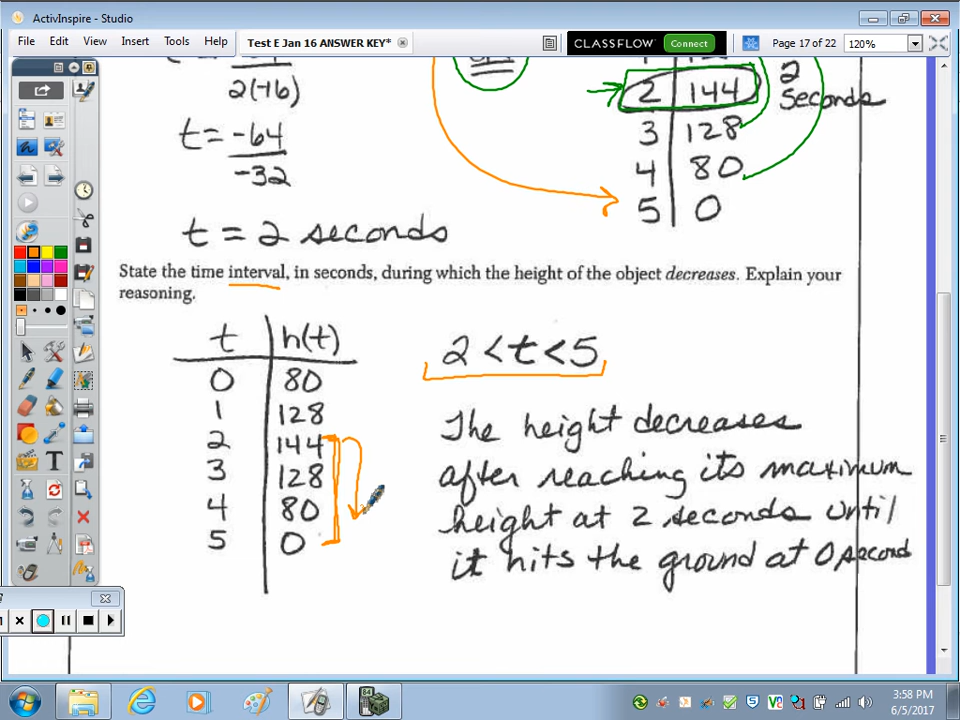 ActivInspire - Studio
File Edit View Insert Tools Help
Test E Jan 16 ANSWER KEY*
CLASSFLOW Connect
Page 17 of 22
120%
2(-16)
t = -64
-32
t = 2 seconds
2 144
3 128
4 80
5 0
2
Seconds
State the time interval, in seconds, during which the height of the object decreases. Explain your
reasoning.
t h(t)
0 80
1 128
2 144
3 128
4 80
5 0
2 < t < 5
The height decreases
after reaching its maximum
height at 2 seconds until
it hits the ground at 0 second
3:58 PM
6/5/2017